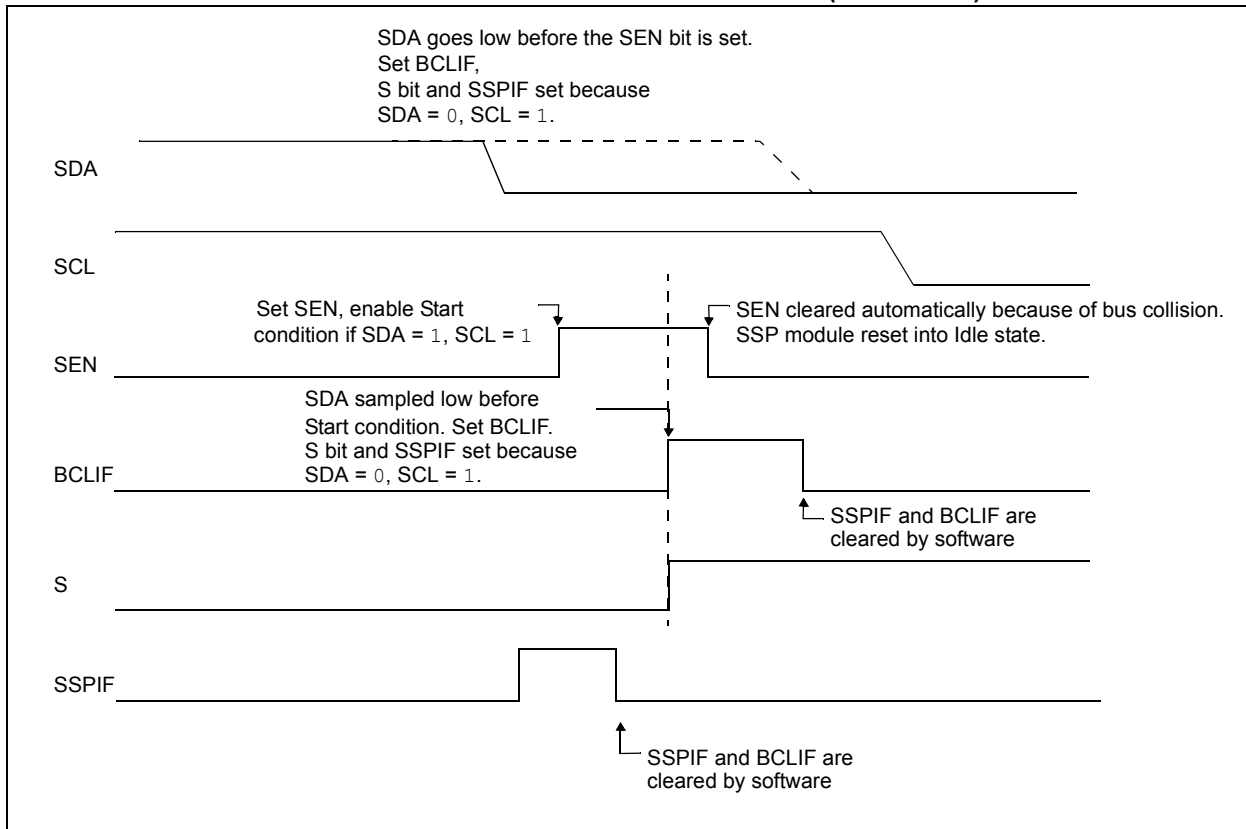 SDA goes low before the SEN bit is set.
Set BCLIF,
S bit and SSPIF set because
SDA = 0, SCL = 1.
SDA
SCL
Set SEN, enable Start
condition if SDA = 1, SCL = 1
SEN cleared automatically because of bus collision.
SSP module reset into Idle state.
SEN
SDA sampled low before
Start condition. Set BCLIF.
S bit and SSPIF set because
SDA = 0, SCL = 1.
BCLIF
SSPIF and BCLIF are
cleared by software
S
SSPIF
SSPIF and BCLIF are
cleared by software